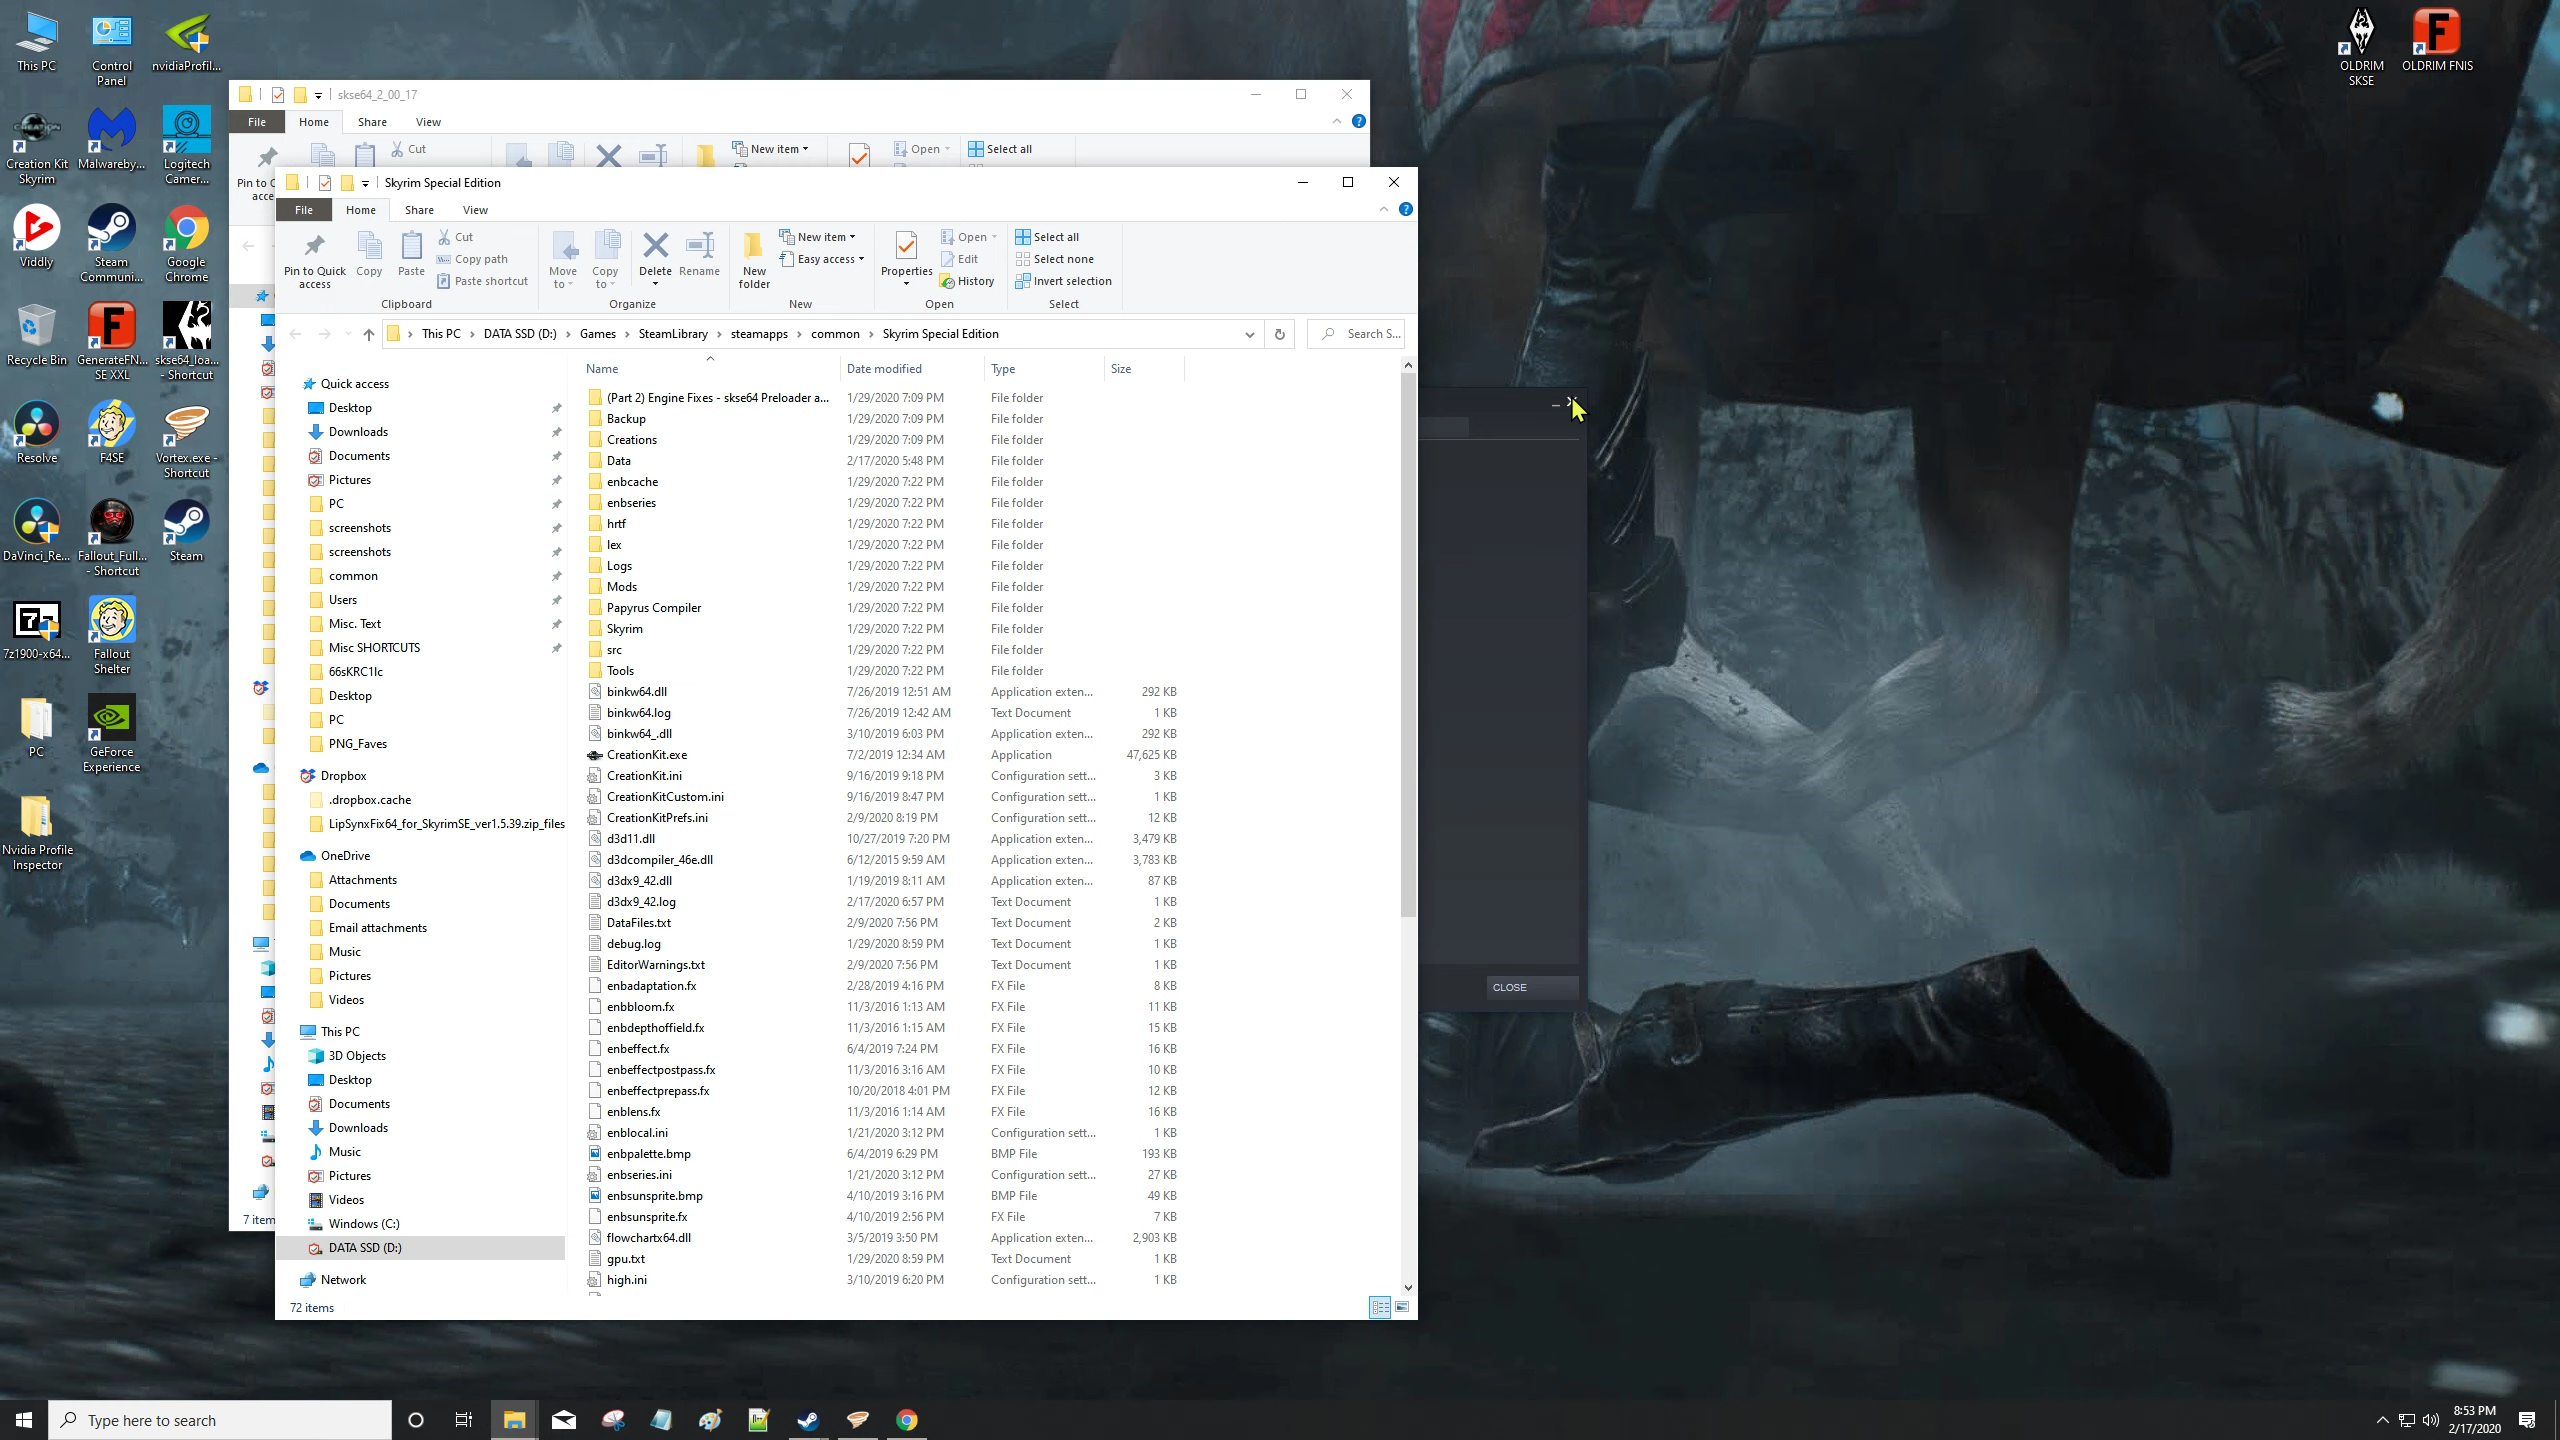 This PC
Control
Panel
nvidiaProfil...
Creation Kit
Skyrim
Malwareby...
Logitech
Camer...
Viddly
Steam
Communi...
Google
Chrome
Recycle Bin
GenerateFN...
SE XXL
skse64_loa...
- Shortcut
Resolve
F4SE
Vortex.exe -
Shortcut
DaVinci_Re...
Fallout_Full...
- Shortcut
Steam
7z1900-x64...
Fallout
Shelter
PC
GeForce
Experience
Nvidia Profile
Inspector
OLDRIM
SKSE
OLDRIM FNIS
skse64_2_00_17
File Home Share View
Cut
New item
Open
Select all
Pin to Q
acce
7 item
Skyrim Special Edition
File Home Share View
Pin to Quick
access
Copy
Paste
Cut
Copy path
Paste shortcut
Clipboard
Move
to
Copy
to
Delete
Rename
Organize
New
folder
New item
Easy access
New
Properties
Open
Edit
History
Open
Select all
Select none
Invert selection
Select
This PC > DATA SSD (D:) > Games > SteamLibrary > steamapps > common > Skyrim Special Edition
Search S...
Quick access
Desktop
Downloads
Documents
Pictures
PC
screenshots
screenshots
common
Users
Misc. Text
Misc SHORTCUTS
66sKRC1lc
Desktop
PC
PNG_Faves
Dropbox
.dropbox.cache
LipSynxFix64_for_SkyrimSE_ver1.5.39.zip_files
OneDrive
Attachments
Documents
Email attachments
Music
Pictures
Videos
This PC
3D Objects
Desktop
Documents
Downloads
Music
Pictures
Videos
Windows (C:)
DATA SSD (D:)
Network
72 items
Name Date modified Type Size
(Part 2) Engine Fixes - skse64 Preloader a... 1/29/2020 7:09 PM File folder
Backup 1/29/2020 7:09 PM File folder
Creations 1/29/2020 7:09 PM File folder
Data 2/17/2020 5:48 PM File folder
enbcache 1/29/2020 7:22 PM File folder
enbseries 1/29/2020 7:22 PM File folder
hrtf 1/29/2020 7:22 PM File folder
lex 1/29/2020 7:22 PM File folder
Logs 1/29/2020 7:22 PM File folder
Mods 1/29/2020 7:22 PM File folder
Papyrus Compiler 1/29/2020 7:22 PM File folder
Skyrim 1/29/2020 7:22 PM File folder
src 1/29/2020 7:22 PM File folder
Tools 1/29/2020 7:22 PM File folder
binkw64.dll 7/26/2019 12:51 AM Application exten... 292 KB
binkw64.log 7/26/2019 12:42 AM Text Document 1 KB
binkw64_.dll 3/10/2019 6:03 PM Application exten... 292 KB
CreationKit.exe 7/2/2019 12:34 AM Application 47,625 KB
CreationKit.ini 9/16/2019 9:18 PM Configuration sett... 3 KB
CreationKitCustom.ini 9/16/2019 8:47 PM Configuration sett... 1 KB
CreationKitPrefs.ini 2/9/2020 8:19 PM Configuration sett... 12 KB
d3d11.dll 10/27/2019 7:20 PM Application exten... 3,479 KB
d3dcompiler_46e.dll 6/12/2015 9:59 AM Application exten... 3,783 KB
d3dx9_42.dll 1/19/2019 8:11 AM Application exten... 87 KB
d3dx9_42.log 2/17/2020 6:57 PM Text Document 1 KB
DataFiles.txt 2/9/2020 7:56 PM Text Document 2 KB
debug.log 1/29/2020 8:59 PM Text Document 1 KB
EditorWarnings.txt 2/9/2020 7:56 PM Text Document 1 KB
enbadaptation.fx 2/28/2019 4:16 PM FX File 8 KB
enbbloom.fx 11/3/2016 1:13 AM FX File 11 KB
enbdepthoffield.fx 11/3/2016 1:15 AM FX File 15 KB
enbeffect.fx 6/4/2019 7:24 PM FX File 16 KB
enbeffectpostpass.fx 11/3/2016 3:16 AM FX File 10 KB
enbeffectprepass.fx 10/20/2018 4:01 PM FX File 12 KB
enblens.fx 11/3/2016 1:14 AM FX File 16 KB
enblocal.ini 1/21/2020 3:12 PM Configuration sett... 1 KB
enbpalette.bmp 6/4/2019 6:29 PM BMP File 193 KB
enbseries.ini 1/21/2020 3:12 PM Configuration sett... 27 KB
enbsunsprite.bmp 4/10/2019 3:16 PM BMP File 49 KB
enbsunsprite.fx 4/10/2019 2:56 PM FX File 7 KB
flowchartx64.dll 3/5/2019 3:50 PM Application exten... 2,903 KB
gpu.txt 1/29/2020 8:59 PM Text Document 1 KB
high.ini 3/10/2019 6:20 PM Configuration sett... 1 KB
CLOSE
Type here to search
8:53 PM
2/17/2020